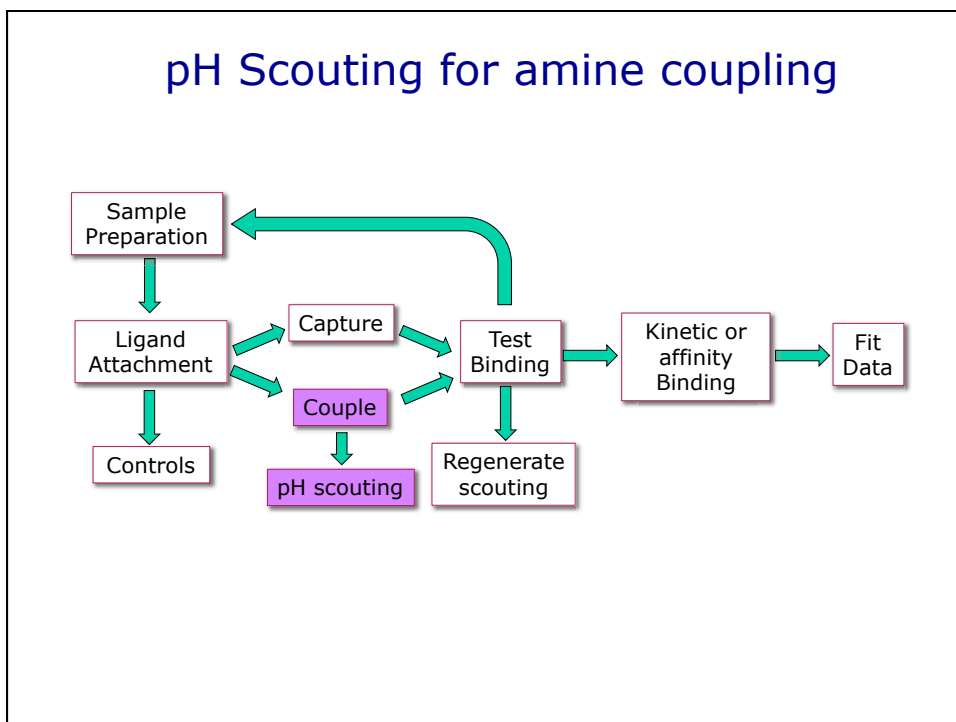 pH Scouting for amine coupling
Sample
Preparation
Ligand
Attachment
Capture
Test
Binding
Kinetic or
affinity
Binding
Fit
Data
Couple
Controls
pH scouting
Regenerate
scouting